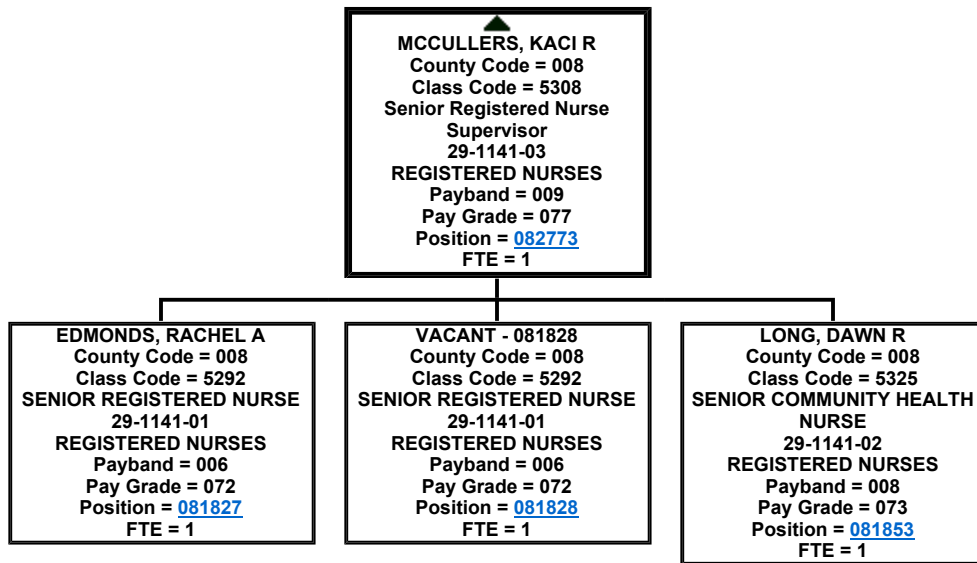 MCCULLERS, KACI R
County Code = 008
Class Code = 5308
Senior Registered Nurse
Supervisor
29-1141-03
REGISTERED NURSES
Payband = 009
Pay Grade = 077
Position = 082773
FTE = 1
EDMONDS, RACHEL A
County Code = 008
Class Code = 5292
SENIOR REGISTERED NURSE
29-1141-01
REGISTERED NURSES
Payband = 006
Pay Grade = 072
Position = 081827
FTE = 1
VACANT - 081828
County Code = 008
Class Code = 5292
SENIOR REGISTERED NURSE
29-1141-01
REGISTERED NURSES
Payband = 006
Pay Grade = 072
Position = 081828
FTE = 1
LONG, DAWN R
County Code = 008
Class Code = 5325
SENIOR COMMUNITY HEALTH
NURSE
29-1141-02
REGISTERED NURSES
Payband = 008
Pay Grade = 073
Position = 081853
FTE = 1